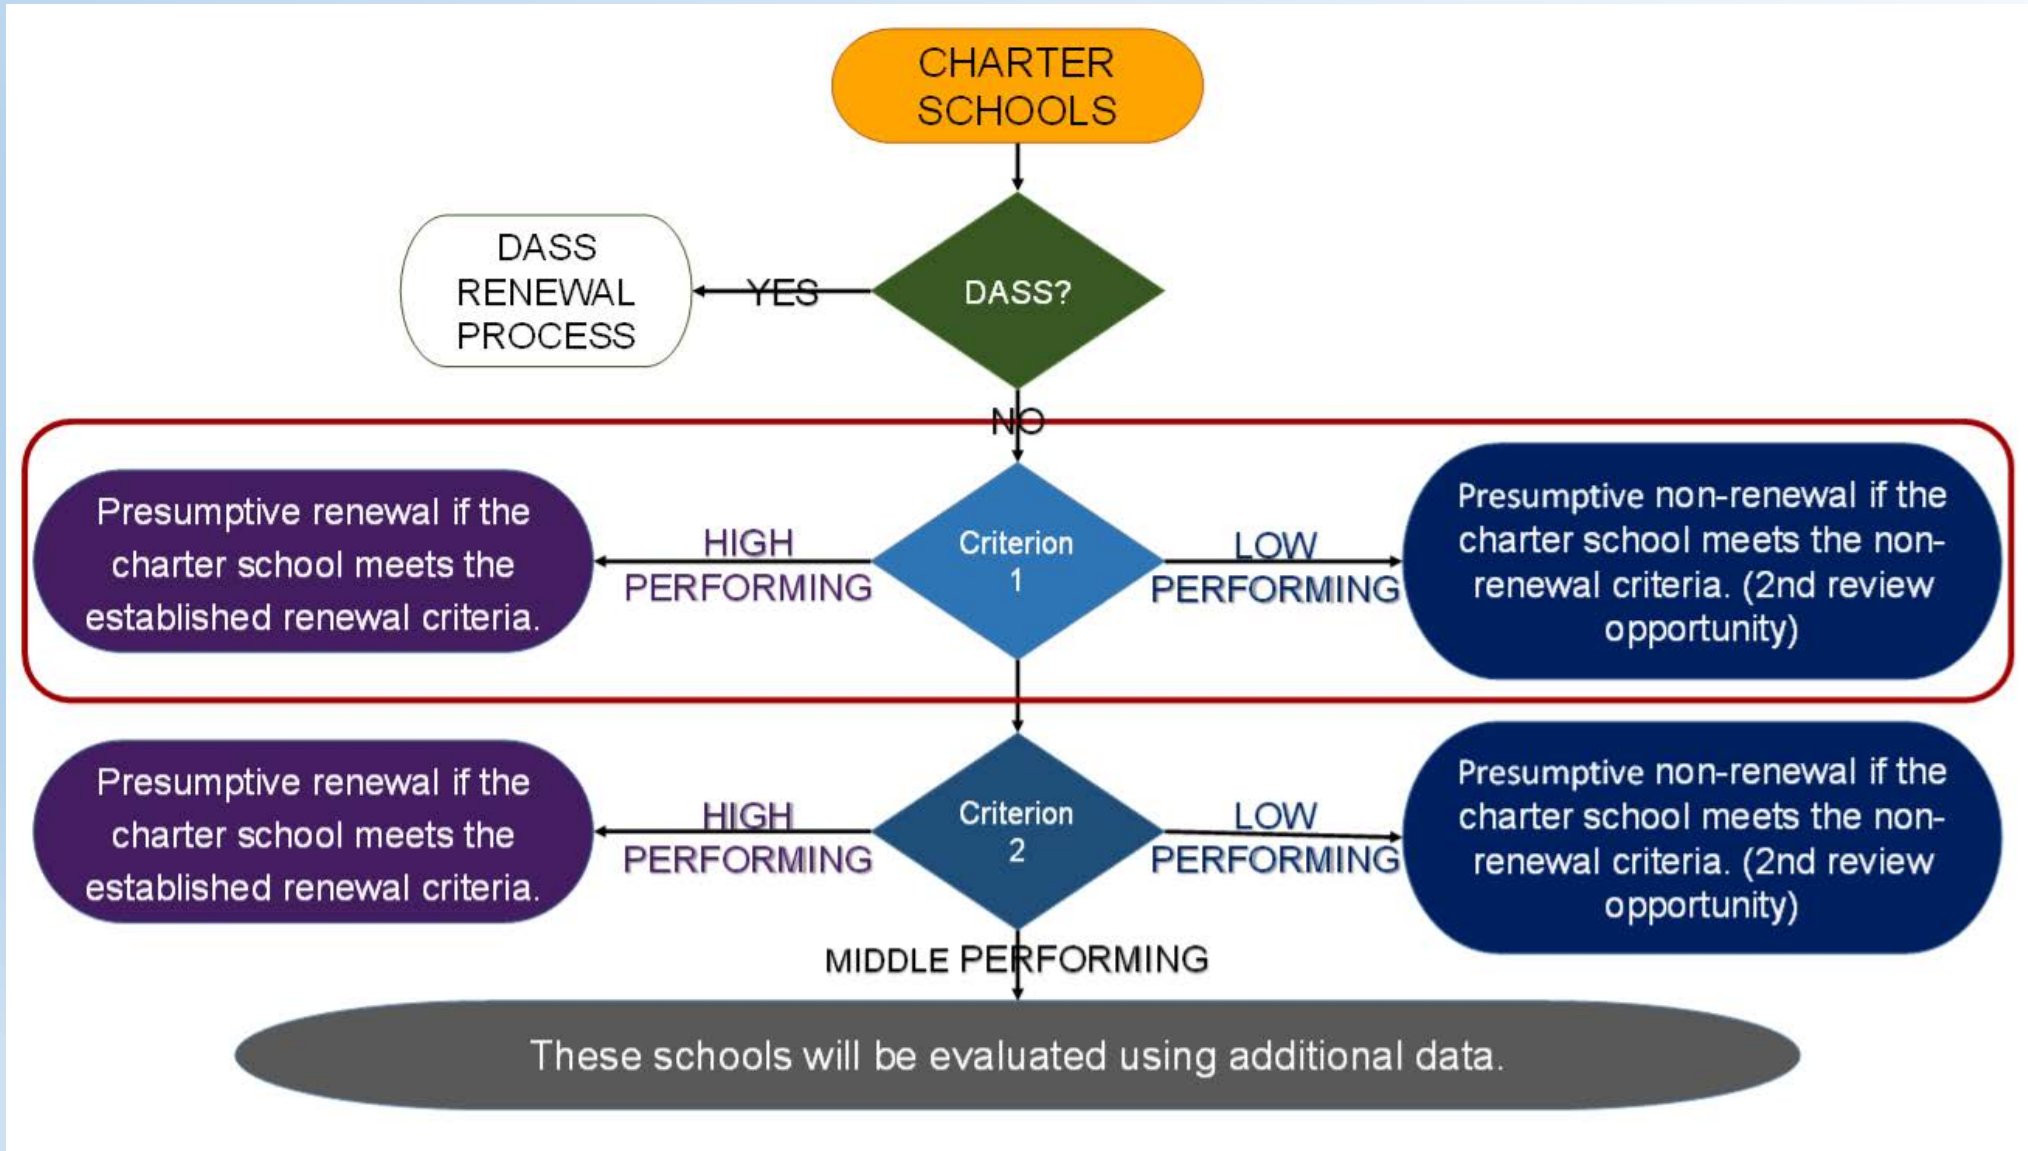 CHARTER
SCHOOLS
DASS
RENEWAL
PROCESS
YES
DASS?
NO
Presumptive renewal if the
charter school meets the
established renewal criteria.
HIGH
PERFORMING
Criterion
1
LOW
PERFORMING
Presumptive non-renewal if the
charter school meets the non-
renewal criteria. (2nd review
opportunity)
Presumptive renewal if the
charter school meets the
established renewal criteria.
HIGH
PERFORMING
Criterion
2
LOW
PERFORMING
Presumptive non-renewal if the
charter school meets the non-
renewal criteria. (2nd review
opportunity)
MIDDLE PERFORMING
These schools will be evaluated using additional data.